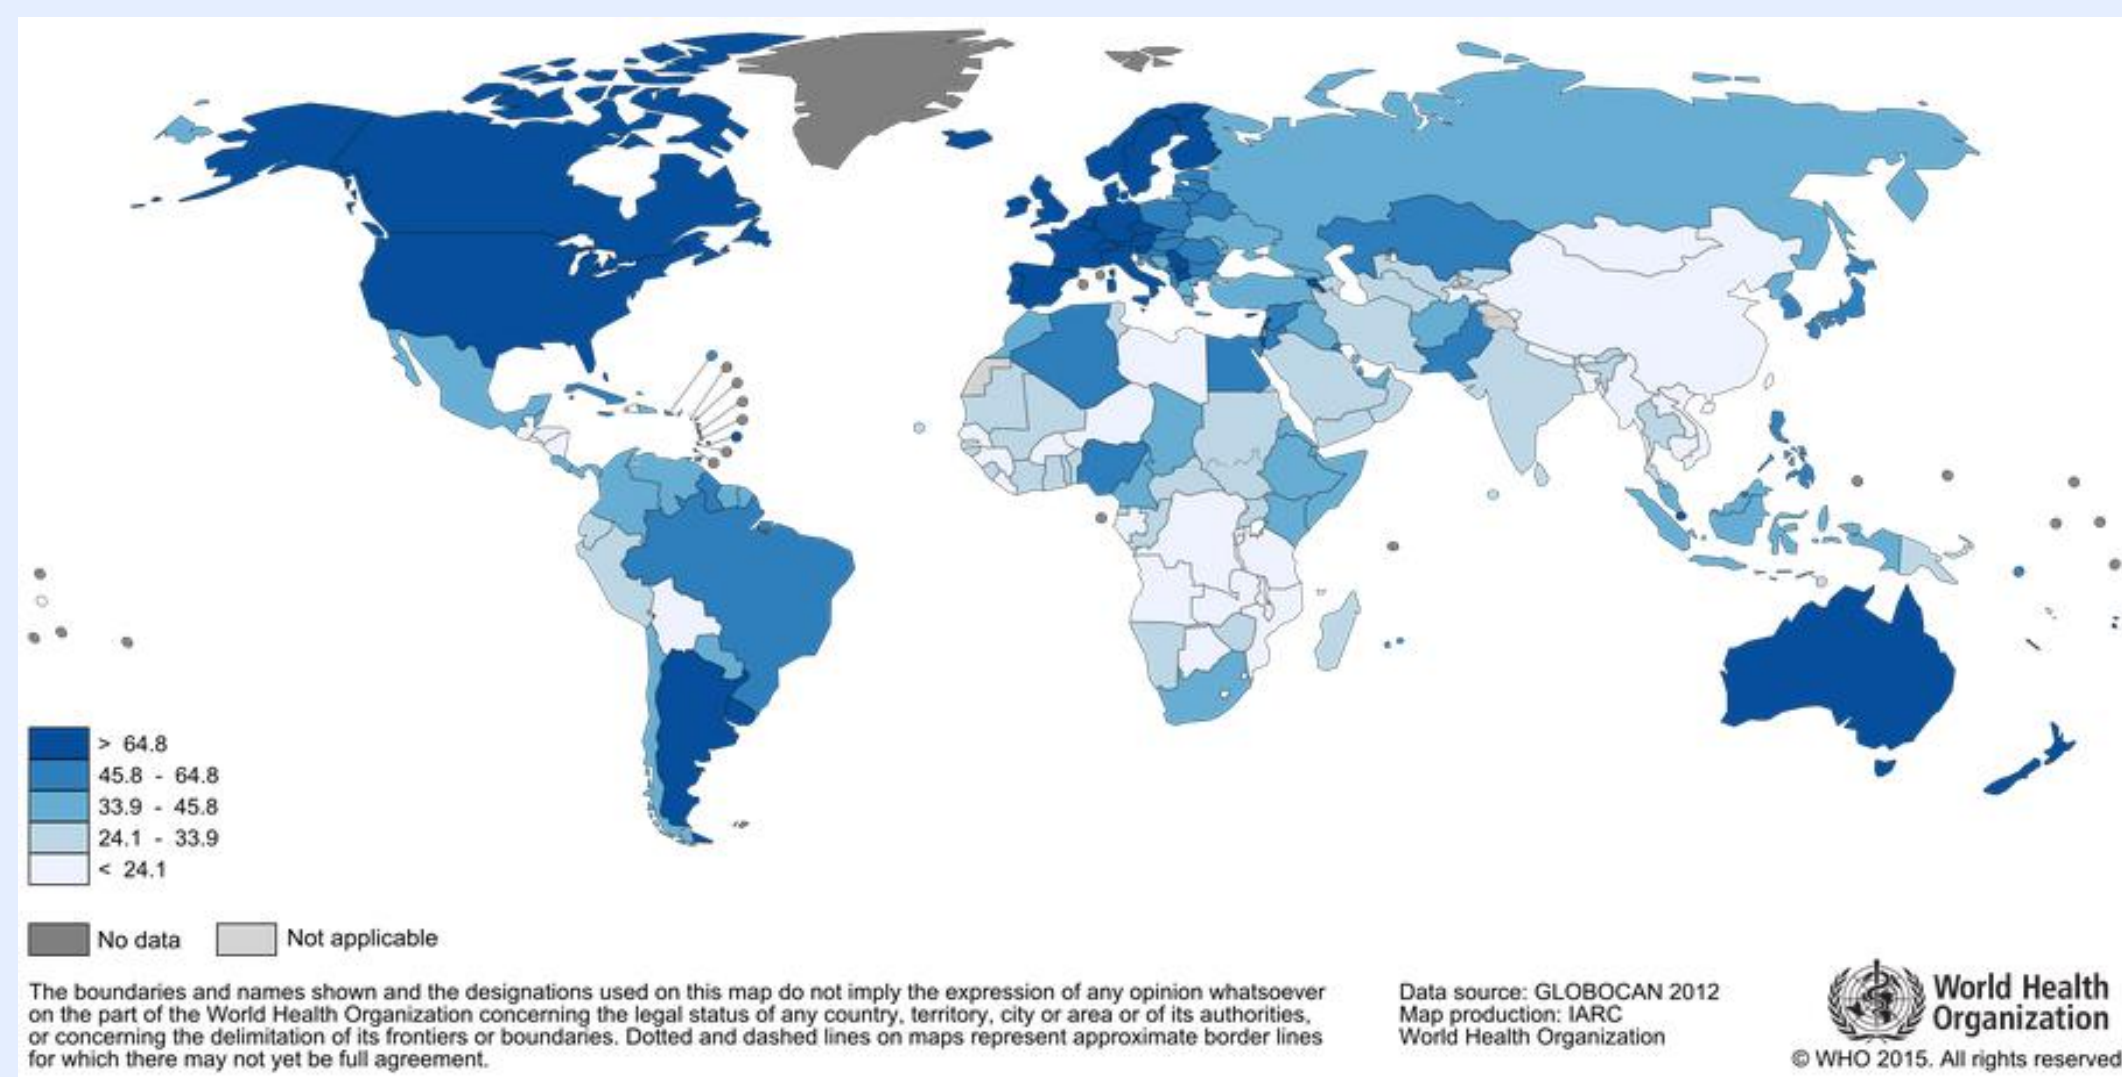 > 64.8
45.8 - 64.8
33.9 - 45.8
24.1 - 33.9
< 24.1
No data
Not applicable
The boundaries and names shown and the designations used on this map do not imply the expression of any opinion whatsoever
on the part of the World Health Organization concerning the legal status of any country, territory, city or area or of its authorities,
or concerning the delimitation of its frontiers or boundaries. Dotted and dashed lines on maps represent approximate border lines
for which there may not yet be full agreement.
Data source: GLOBOCAN 2012
Map production: IARC
World Health Organization
World Health
Organization
© WHO 2015. All rights reserved